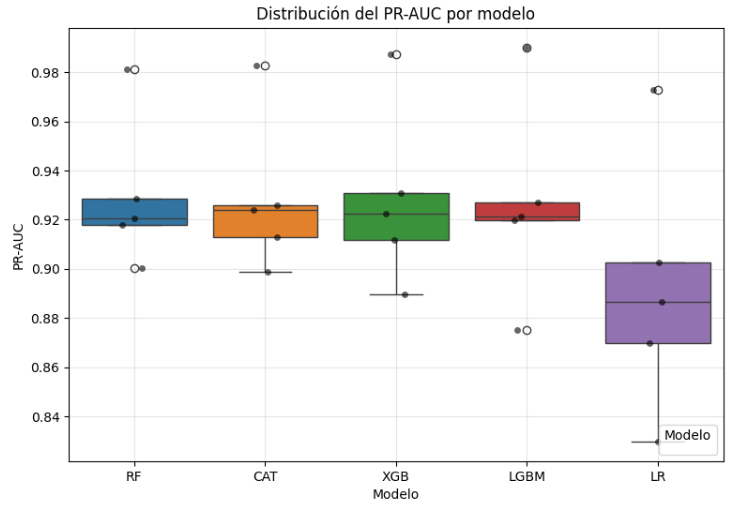 Distribución del PR-AUC por modelo
0.98
0.96
0.94
0.92
0.90
0.88
0.86
0.84
PR-AUC
Modelo
RF
CAT
XGB
LGBM
LR
Modelo